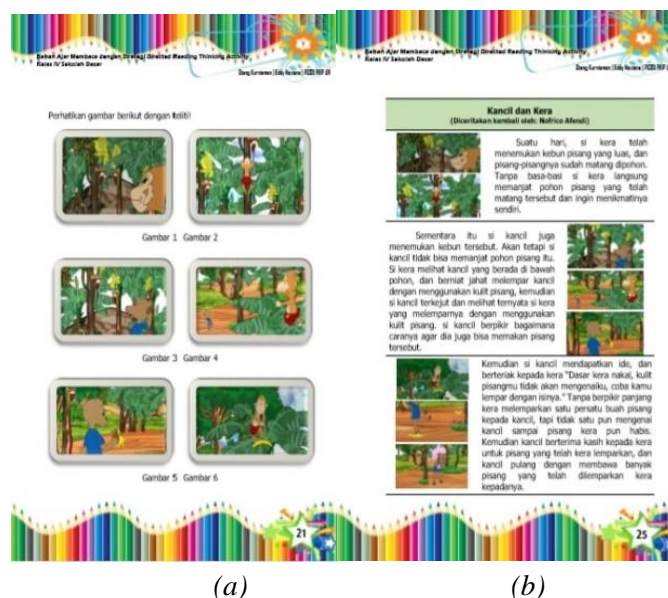 Bahan Ajar Membaca dengan Strategi Directed Reading Thinking Activity
Kelas IV Sekolah Dasar
Perhatikan gambar berikut dengan teliti!
Gambar 1 Gambar 2
Gambar 3 Gambar 4
Gambar 5 Gambar 6
21
(a)
Bahan Ajar Membaca dengan Strategi Directed Reading Thinking Activity
Kelas IV Sekolah Dasar
Kancil dan Kera
(Diceritakan kembali oleh: Nofrico Afendi)
Suatu hari, si kera telah
menemukan kebun pisang yang luas, dan
pisang-pisangnya sudah matang dipohon.
Tanpa basa-basi si kera langsung
memanjat pohon pisang yang telah
matang tersebut dan ingin menikmatinya
sendiri.
Sementara itu si kancil juga
menemukan kebun tersebut. Akan tetapi si
kancil tidak bisa memanjat pohon pisang itu.
Si kera melihat kancil yang berada di bawah
pohon, dan berniat jahat melempar kancil
dengan menggunakan kulit pisang, kemudian
si kancil terkejut dan melihat ternyata si kera
yang melemparnya dengan menggunakan
kulit pisang. si kancil berpikir bagaimana
caranya agar dia juga bisa memakan pisang
tersebut.
Kemudian si kancil mendapatkan ide, dan
berteriak kepada kera "Dasar kera nakal, kulit
pisangmu tidak akan mengenaiku, coba kamu
lempar dengan isinya." Tanpa berpikir panjang
kera melemparkan satu persatu buah pisang
kepada kancil, tapi tidak satu pun mengenai
kancil sampai pisang kera pun habis.
Kemudian kancil berterima kasih kepada kera
untuk pisang yang telah kera lemparkan, dan
kancil pulang dengan membawa banyak
pisang yang telah dilemparkan kera
kepadanya.
25
(b)